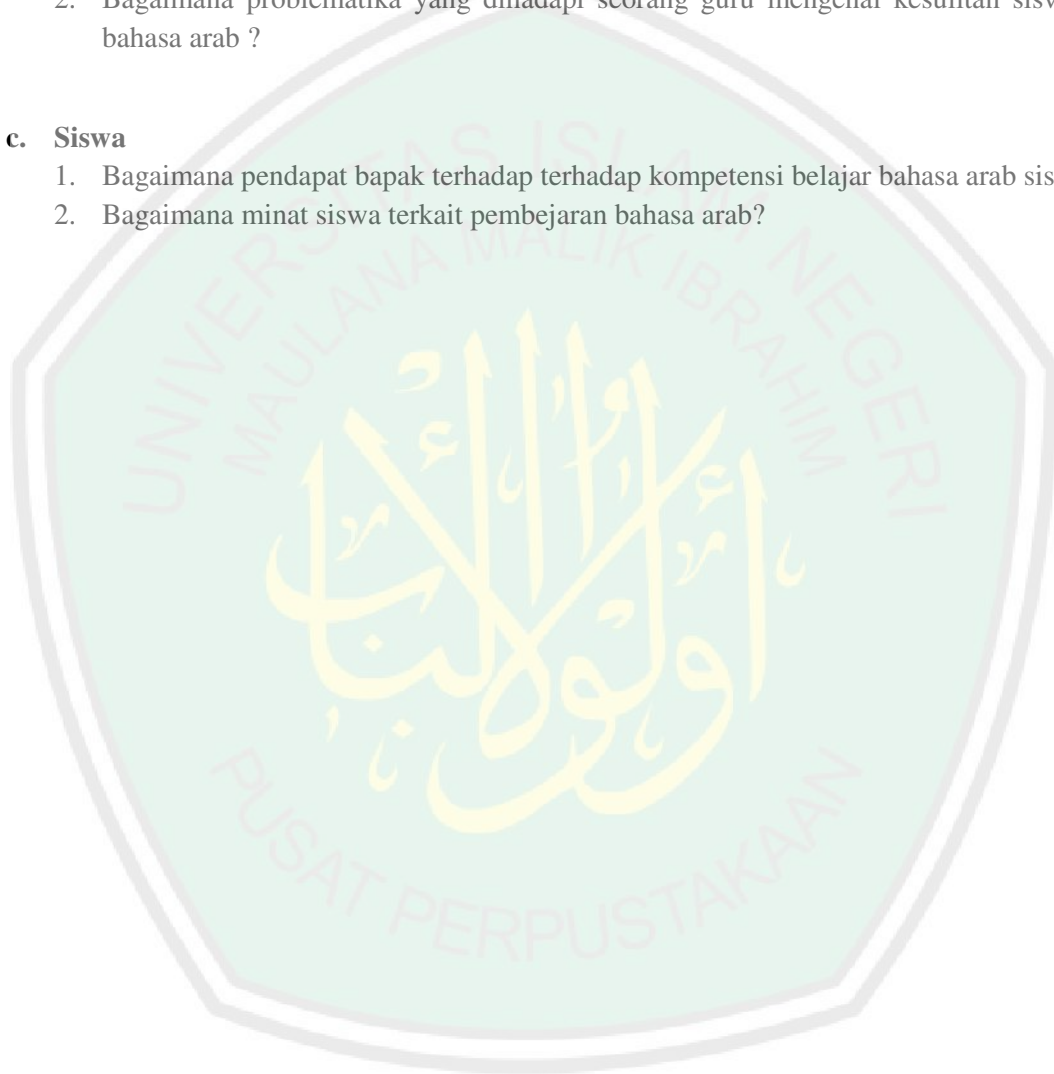 2. Bagaimana problematika yang dihadapi seorang guru mengenai kesulitan
bahasa arab ?
c. Siswa
1. Bagaimana pendapat bapak terhadap terhadap kompetensi belajar bahasa arab
2. Bagaimana minat siswa terkait pembejaran bahasa arab?
UNIVERSITAS ISLAM NEGERI
MAULANA MALIK IBRAHIM
أولوا الألباب
PUSAT PERPUSTAKAAN